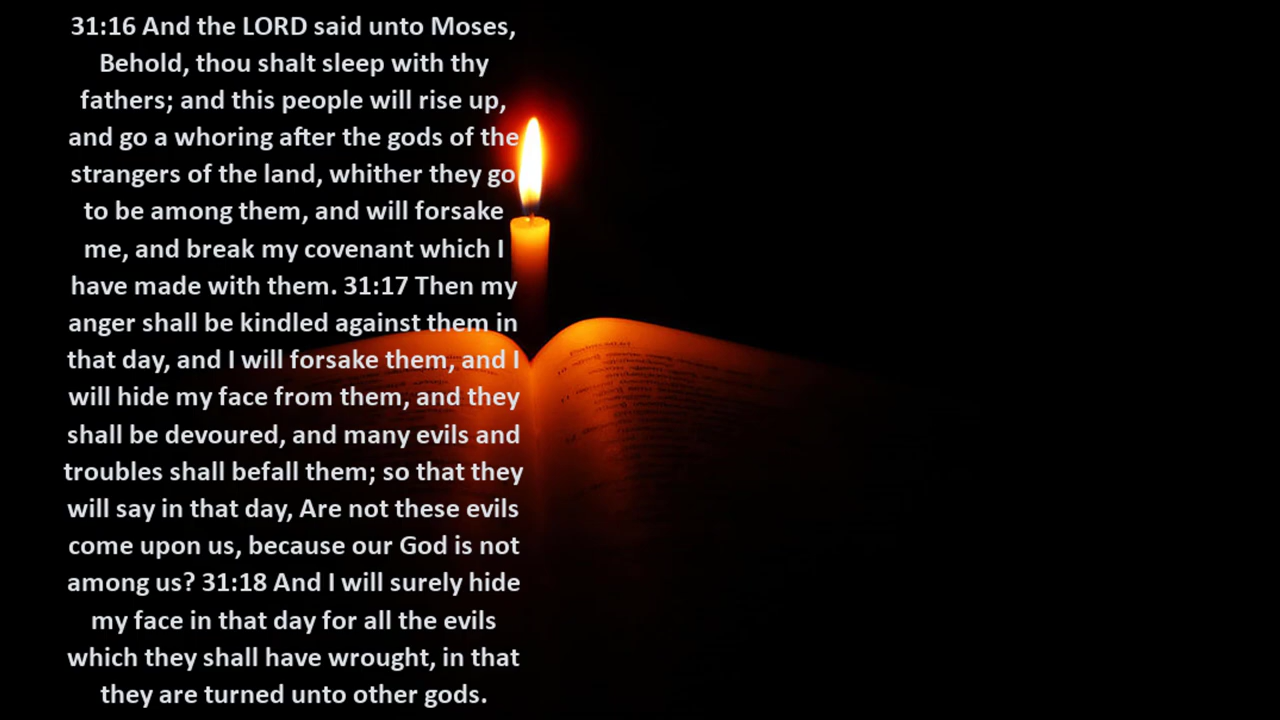 31:16 And the LORD said unto Moses,
Behold, thou shalt sleep with thy
fathers; and this people will rise up,
and go a whoring after the gods of the
strangers of the land, whither they go
to be among them, and will forsake
me, and break my covenant which I
have made with them. 31:17 Then my
anger shall be kindled against them in
that day, and I will forsake them, and I
will hide my face from them, and they
shall be devoured, and many evils and
troubles shall befall them; so that they
will say in that day, Are not these evils
come upon us, because our God is not
among us? 31:18 And I will surely hide
my face in that day for all the evils
which they shall have wrought, in that
they are turned unto other gods.